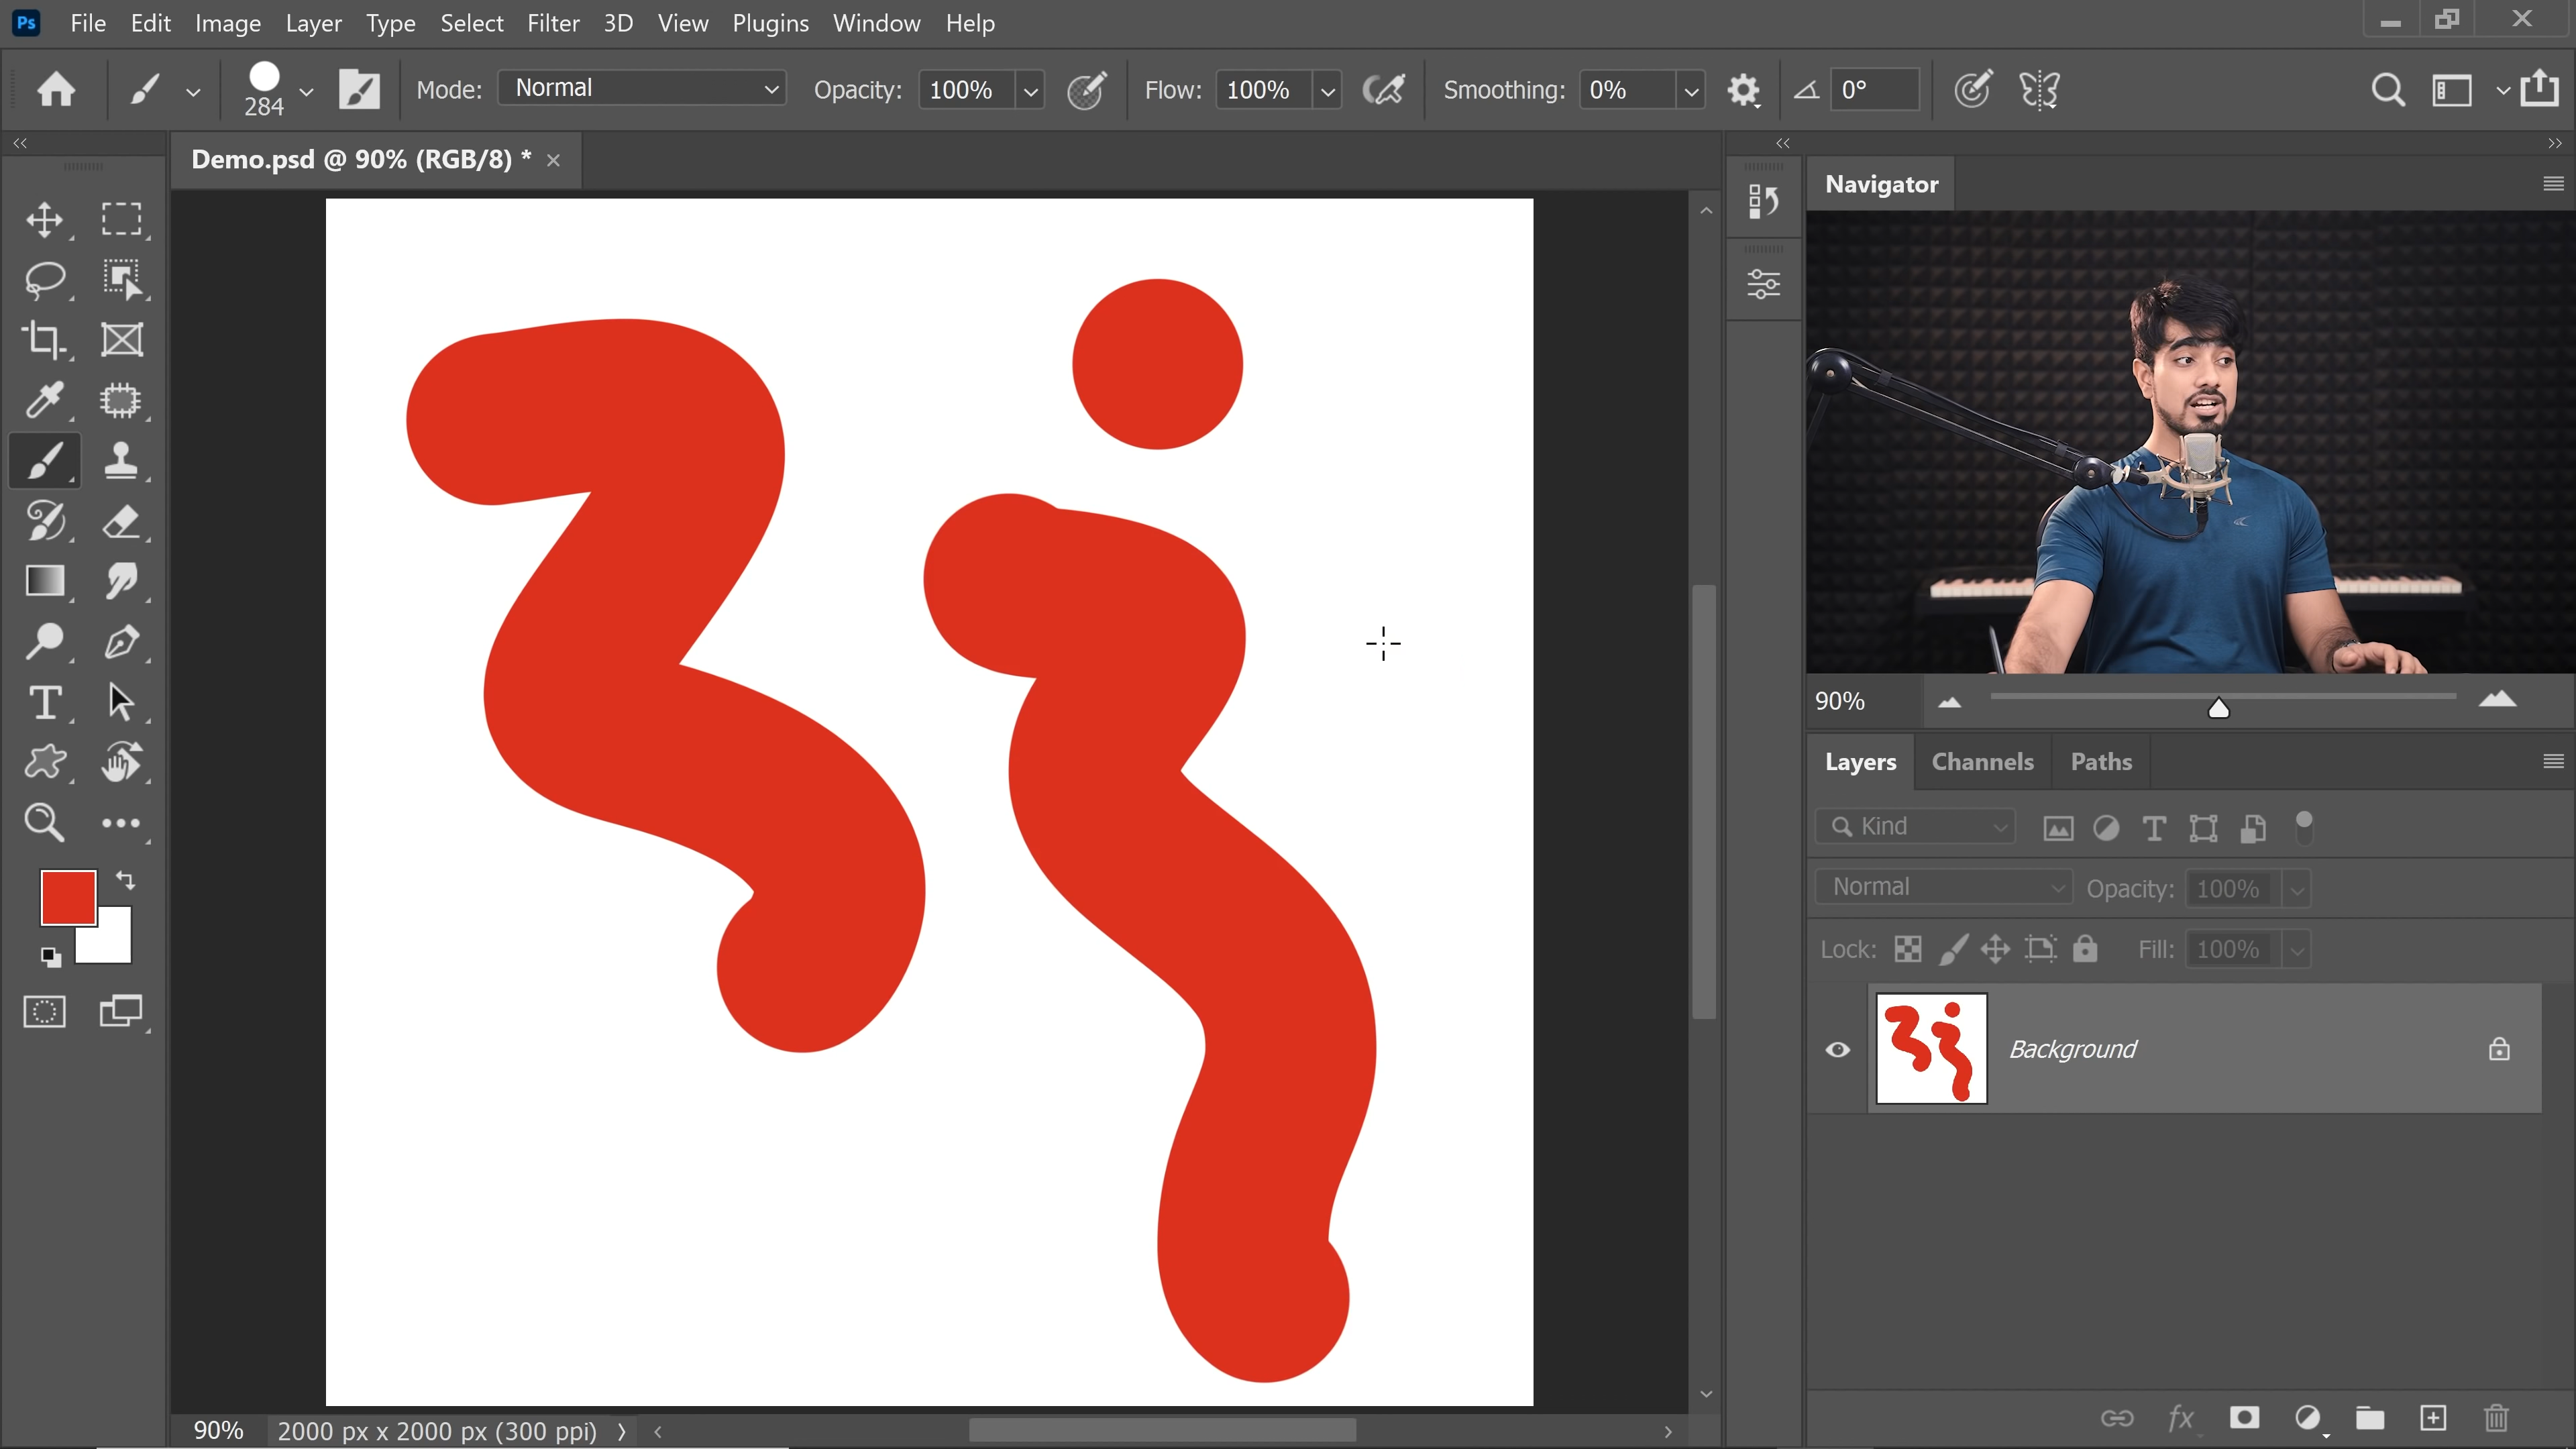 Ps File Edit Image Layer Type Select Filter 3D View Plugins Window Help
284 Mode: Normal Opacity: 100% Flow: 100% Smoothing: 0% 0°
Demo.psd @ 90% (RGB/8) *
Navigator
90%
Layers Channels Paths
Kind
Normal Opacity: 100%
Lock: Fill: 100%
Background
fx
90% 2000 px x 2000 px (300 ppi)